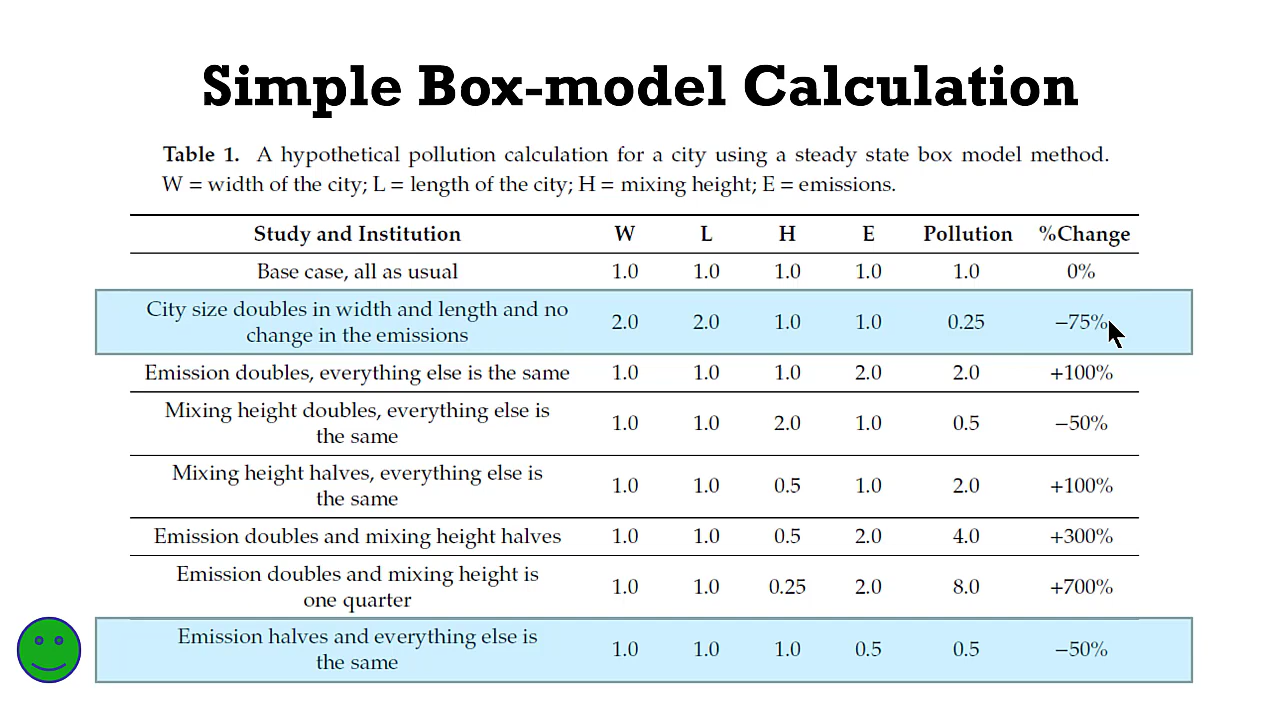 Simple Box-model Calculation
Table 1. A hypothetical pollution calculation for a city using a steady state box model method.
W = width of the city; L = length of the city; H = mixing height; E = emissions.
Study and Institution W L H E Pollution %Change
Base case, all as usual 1.0 1.0 1.0 1.0 1.0 0%
City size doubles in width and length and no
change in the emissions 2.0 2.0 1.0 1.0 0.25 −75%
Emission doubles, everything else is the same 1.0 1.0 1.0 2.0 2.0 +100%
Mixing height doubles, everything else is
the same 1.0 1.0 2.0 1.0 0.5 −50%
Mixing height halves, everything else is
the same 1.0 1.0 0.5 1.0 2.0 +100%
Emission doubles and mixing height halves 1.0 1.0 0.5 2.0 4.0 +300%
Emission doubles and mixing height is
one quarter 1.0 1.0 0.25 2.0 8.0 +700%
Emission halves and everything else is
the same 1.0 1.0 1.0 0.5 0.5 −50%